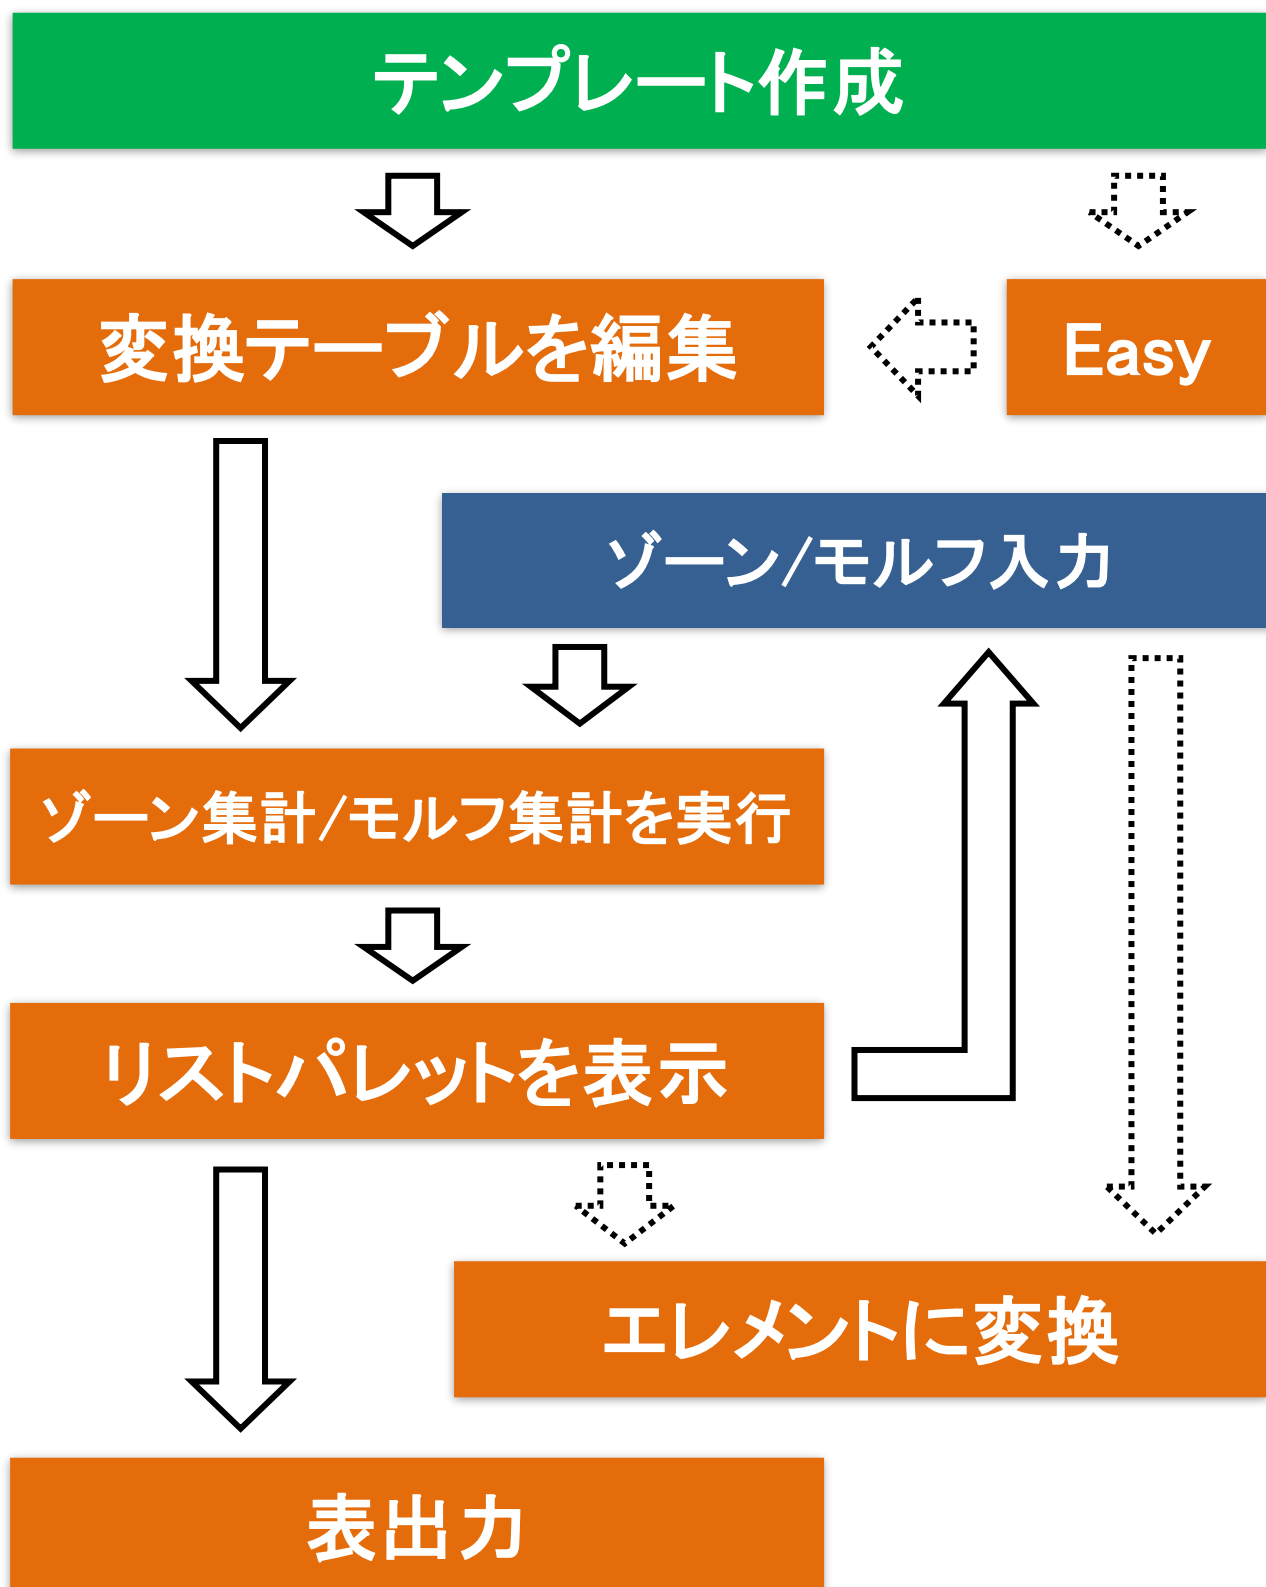 テンプレート作成
変換テーブルを編集
Easy
ゾーン/モルフ入力
ゾーン集計/モルフ集計を実行
リストパレットを表示
エレメントに変換
表出力